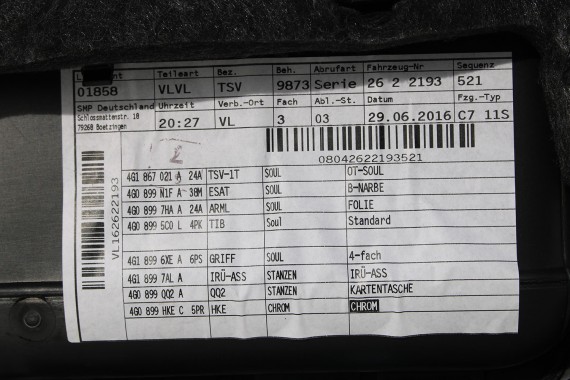 Teileart Bez. Beh. Abrufart Fahrzeug-Nr Sequenz
01858 VLVL TSV 9873 Serie 26 2 2193 521
SMP Deutschland Uhrzeit Verb.-Ort Fach Abl.-St. Datum Fzg.-Typ
Schlossmattenstr. 18
79268 Boetzingen 20:27 VL 3 03 29.06.2016 C7 11S
08042622193521
VL162622193
4G1 867 021 A 24A TSV-1T SOUL OT-SOUL
4G0 899 N1F A 38M ESAT SOUL B-NARBE
4G0 899 7HA A 24A ARML SOUL FOLIE
4G0 899 5C0 L 4PK TIB Soul Standard
4G1 899 6XE A 6PS GRIFF SOUL 4-fach
4G1 899 7AL A IRÜ-ASS STANZEN IRÜ-ASS
4G0 899 QQ2 A QQ2 STANZEN KARTENTASCHE
4G0 899 HKE C 5PR HKE CHROM CHROM